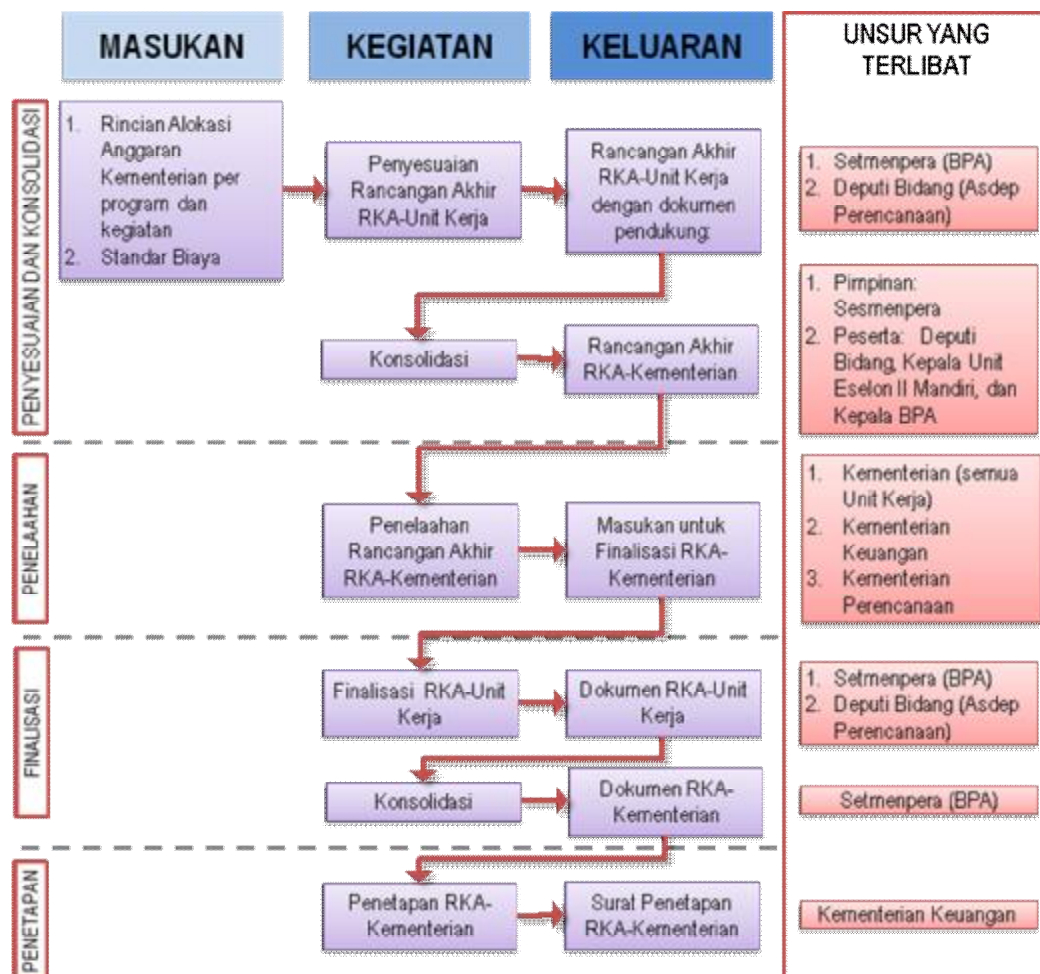 MASUKAN
KEGIATAN
KELUARAN
UNSUR YANG
TERLIBAT
PENYESUAIAN DAN KONSOLIDASI
1. Rincian Alokasi
Anggaran
Kementerian per
program dan
kegiatan
2. Standar Biaya
Penyesuaian
Rancangan Akhir
RKA-Unit Kerja
Rancangan Akhir
RKA-Unit Kerja
dengan dokumen
pendukung:
1. Setmenpera (BPA)
2. Deputi Bidang (Asdep
Perencanaan)
Konsolidasi
Rancangan Akhir
RKA-Kementerian
1. Pimpinan:
Sesmenpera
2. Peserta: Deputi
Bidang, Kepala Unit
Eselon II Mandiri, dan
Kepala BPA
PENELAAHAN
Penelaahan
Rancangan Akhir
RKA-Kementerian
Masukan untuk
Finalisasi RKA-
Kementerian
1. Kementerian (semua
Unit Kerja)
2. Kementerian
Keuangan
3. Kementerian
Perencanaan
FINALISASI
Finalisasi RKA-Unit
Kerja
Dokumen RKA-Unit
Kerja
1. Setmenpera (BPA)
2. Deputi Bidang (Asdep
Perencanaan)
Konsolidasi
Dokumen RKA-
Kementerian
Setmenpera (BPA)
PENETAPAN
Penetapan RKA-
Kementerian
Surat Penetapan
RKA-Kementerian
Kementerian Keuangan